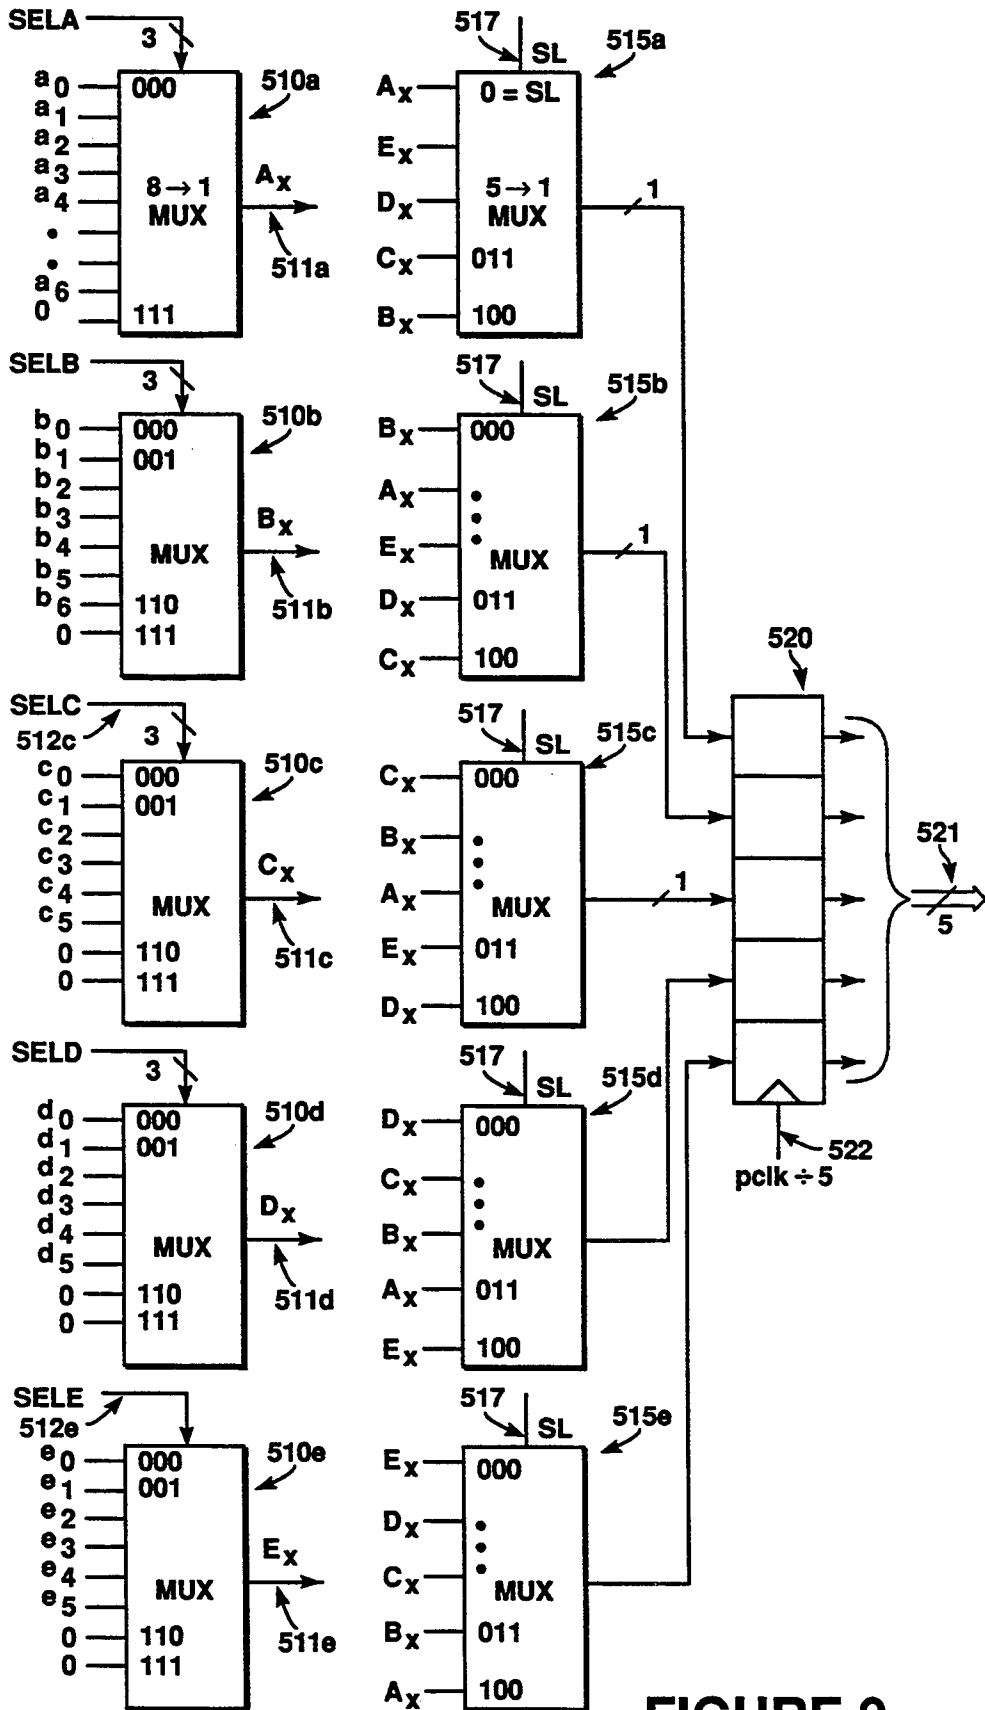 SELA
3
510a
a0 000
a1
a2
a3
a4
•
•
a6
0 111
8 → 1
MUX
AX
511a
517
SL
515a
AX 0 = SL
EX
DX
CX 011
BX 100
5 → 1
MUX
1
SELB
3
510b
b0 000
b1 001
b2
b3
b4
b5
b6 110
0 111
MUX
BX
511b
517
SL
515b
BX 000
AX
EX
DX 011
CX 100
MUX
1
SELC
512c
3
510c
c0 000
c1 001
c2
c3
c4
c5
0 110
0 111
MUX
CX
511c
517
SL
515c
CX 000
BX
AX
EX 011
DX 100
MUX
1
SELD
3
510d
d0 000
d1 001
d2
d3
d4
d5
0 110
0 111
MUX
DX
511d
517
SL
515d
DX 000
CX
BX
AX 011
EX 100
MUX
SELE
512e
510e
e0 000
e1 001
e2
e3
e4
e5
0 110
0 111
MUX
EX
511e
517
SL
515e
EX 000
DX
CX
BX 011
AX 100
MUX
520
521
5
522
pclk ÷ 5